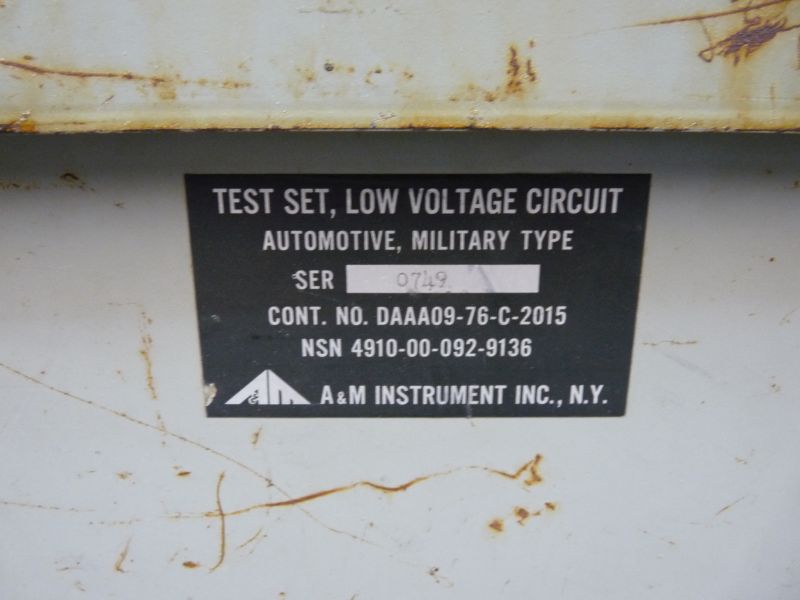 TEST SET, LOW VOLTAGE CIRCUIT
AUTOMOTIVE, MILITARY TYPE
SER 0749
CONT. NO. DAAA09-76-C-2015
NSN 4910-00-092-9136
A&M A & M INSTRUMENT INC., N.Y.